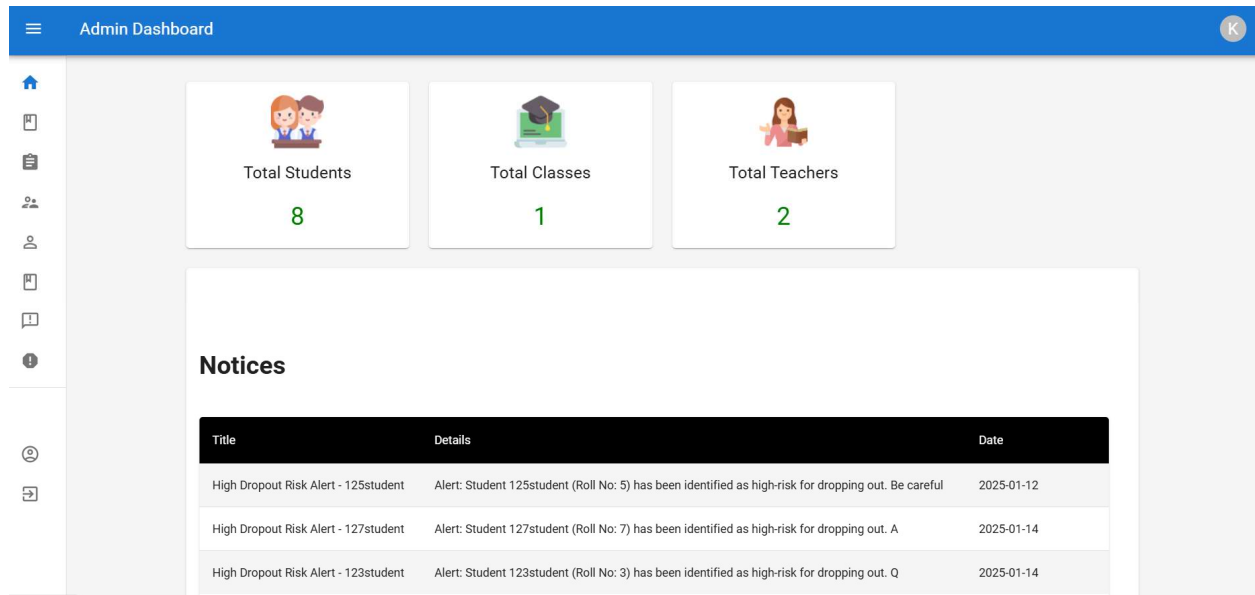 Admin Dashboard
K
Total Students
Total Classes
Total Teachers
8
1
2
Notices
Title Details Date
High Dropout Risk Alert - 125student Alert: Student 125student (Roll No: 5) has been identified as high-risk for dropping out. Be careful 2025-01-12
High Dropout Risk Alert - 127student Alert: Student 127student (Roll No: 7) has been identified as high-risk for dropping out. A 2025-01-14
High Dropout Risk Alert - 123student Alert: Student 123student (Roll No: 3) has been identified as high-risk for dropping out. Q 2025-01-14